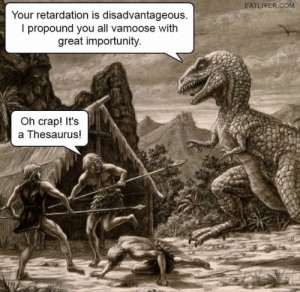 EATLIVER.COM
Your retardation is disadvantageous.
I propound you all vamoose with
great importunity.
Oh crap! It's
a Thesaurus!